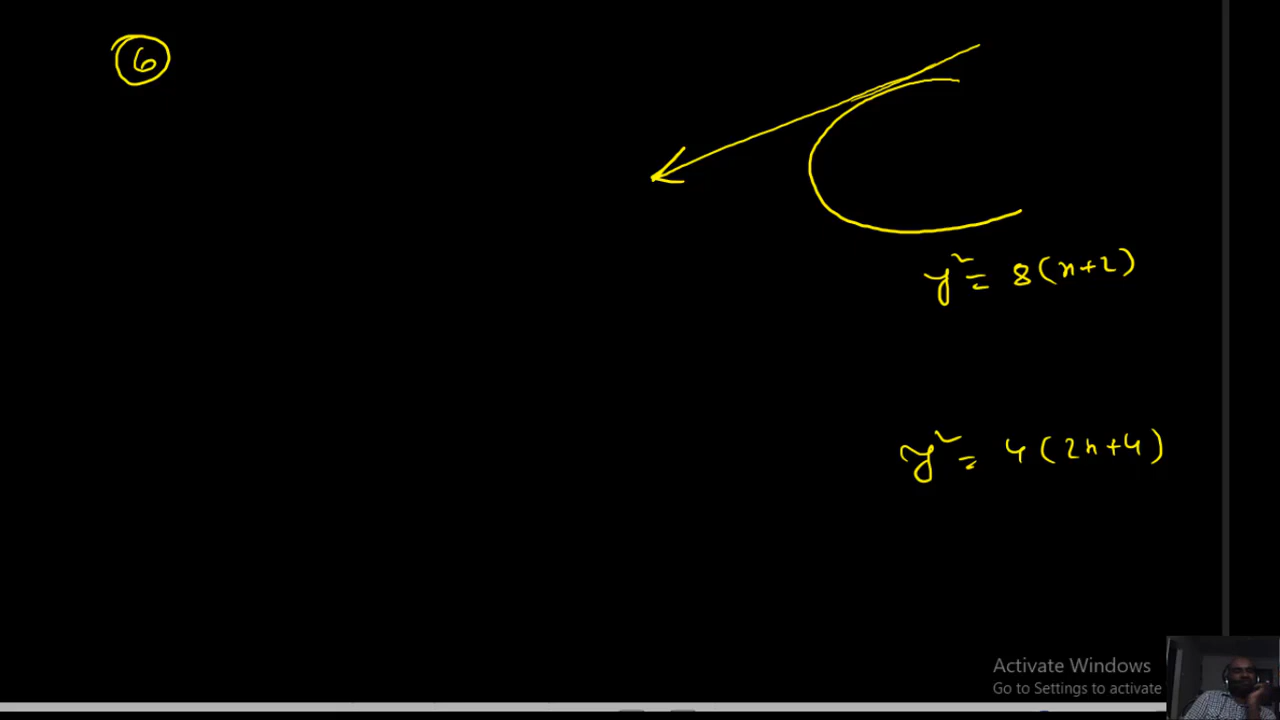 6
y² = 8(x+2)
y² = 4(2x+4)
Activate Windows
Go to Settings to activate